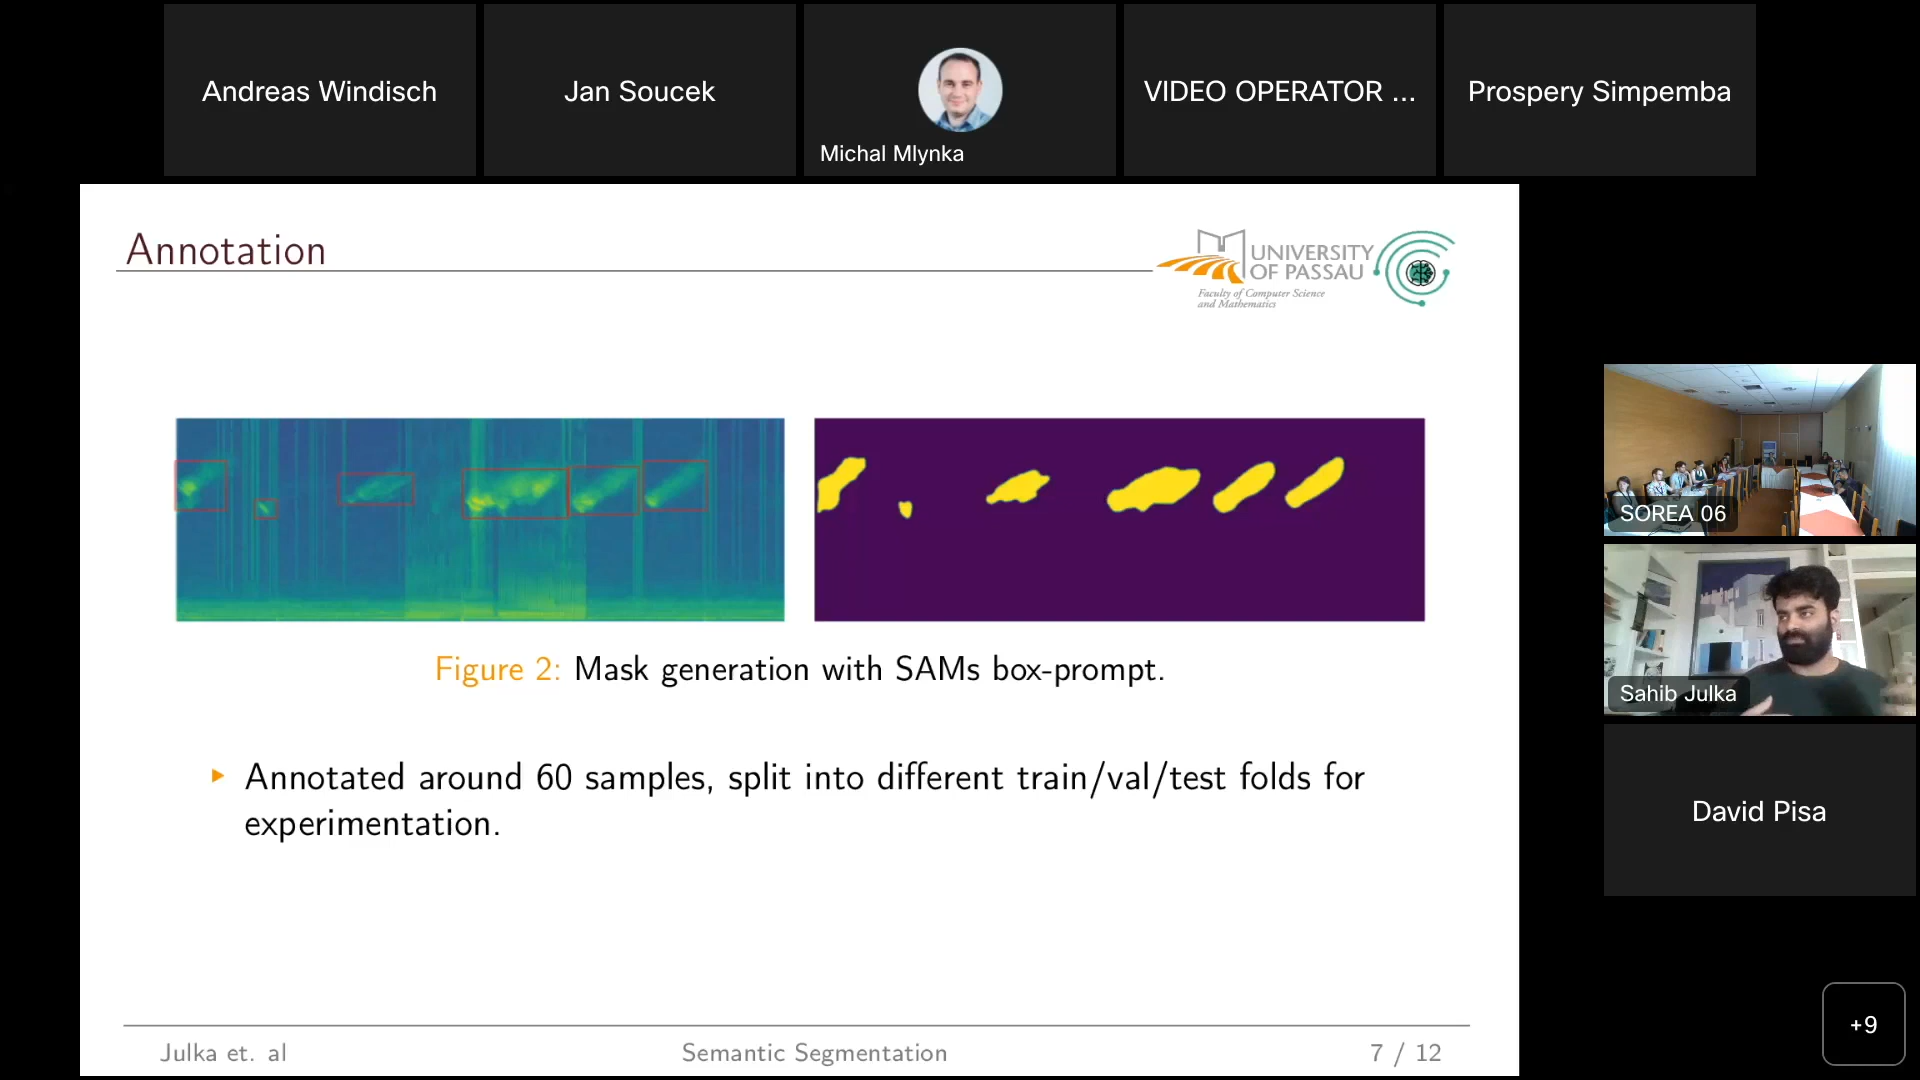 Andreas Windisch
Jan Soucek
Michal Mlynka
VIDEO OPERATOR ...
Prospery Simpemba
Annotation
UNIVERSITY
OF PASSAU
Faculty of Computer Science
and Mathematics
Figure 2: Mask generation with SAMs box-prompt.
Annotated around 60 samples, split into different train/val/test folds for
experimentation.
Julka et. al
Semantic Segmentation
7 / 12
SOREA 06
Sahib Julka
David Pisa
+9